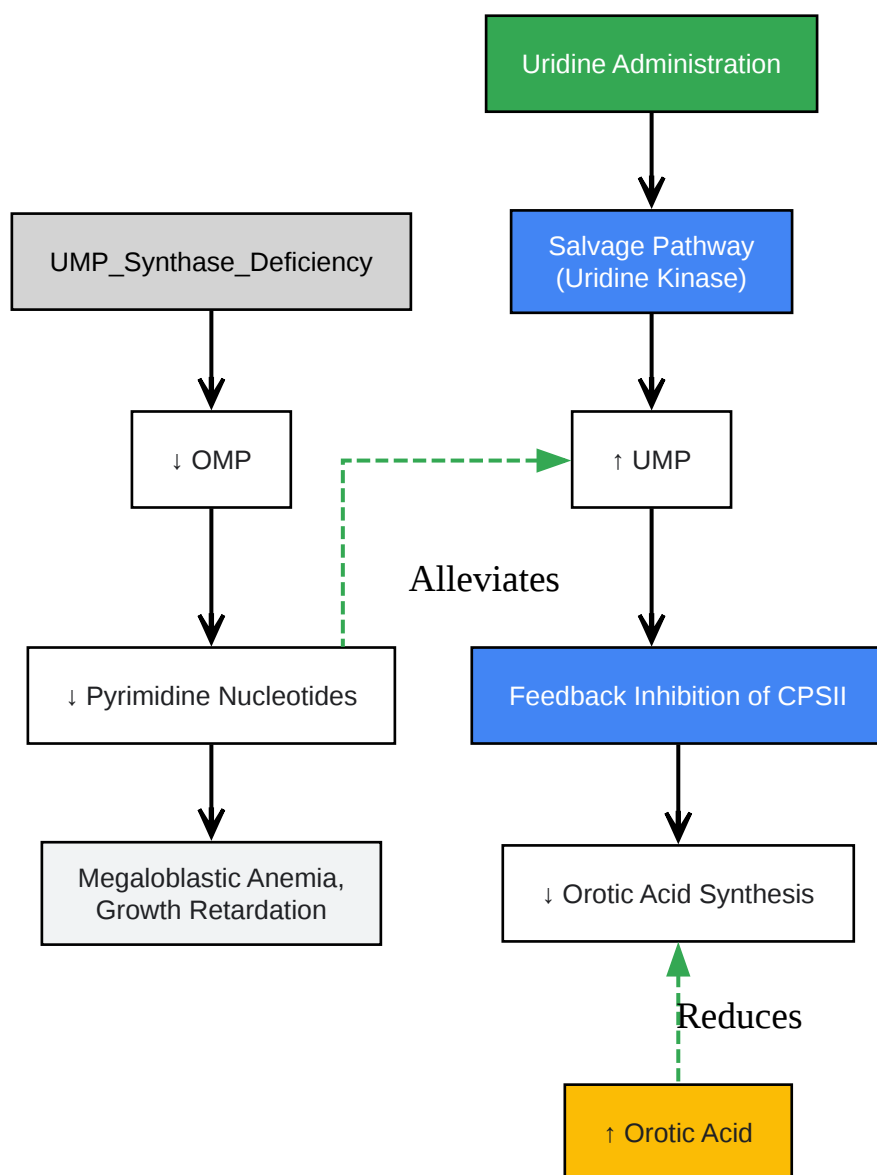 Uridine Administration
UMP_Synthase_Deficiency
Salvage Pathway
(Uridine Kinase)
↓ OMP
↑ UMP
Alleviates
↓ Pyrimidine Nucleotides
Feedback Inhibition of CPSII
Megaloblastic Anemia,
Growth Retardation
↓ Orotic Acid Synthesis
Reduces
↑ Orotic Acid